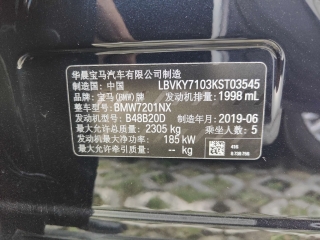 华晨宝马汽车有限公司制造
制造国：中国 LBVKY7103KST03545
品牌：宝马(BMW)牌 发动机排量：1998 mL
整车型号：BMW7201NX
发动机型号：B48B20D 制造年月：2019-06
最大允许总质量：2305 kg 乘坐人数：5
发动机最大净功率：185 kW
最大允许牵引质量：-- kg